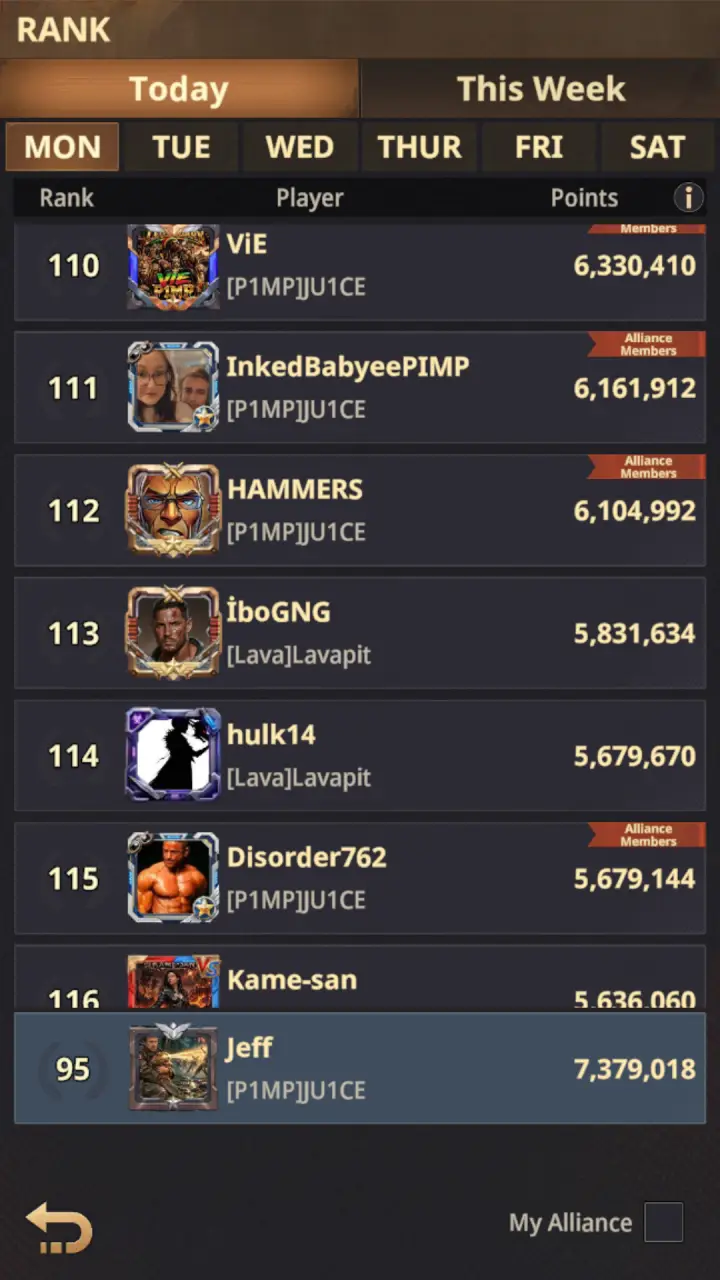 RANK
Today
This Week
MON
TUE
WED
THUR
FRI
SAT
Rank
Player
Points
i
110
ViE
[P1MP]JU1CE
Members
6,330,410
111
InkedBabyeePIMP
[P1MP]JU1CE
Alliance
Members
6,161,912
112
HAMMERS
[P1MP]JU1CE
Alliance
Members
6,104,992
113
İboGNG
[Lava]Lavapit
5,831,634
114
hulk14
[Lava]Lavapit
5,679,670
115
Disorder762
[P1MP]JU1CE
Alliance
Members
5,679,144
116
Kame-san
5,636,060
95
Jeff
[P1MP]JU1CE
7,379,018
My Alliance